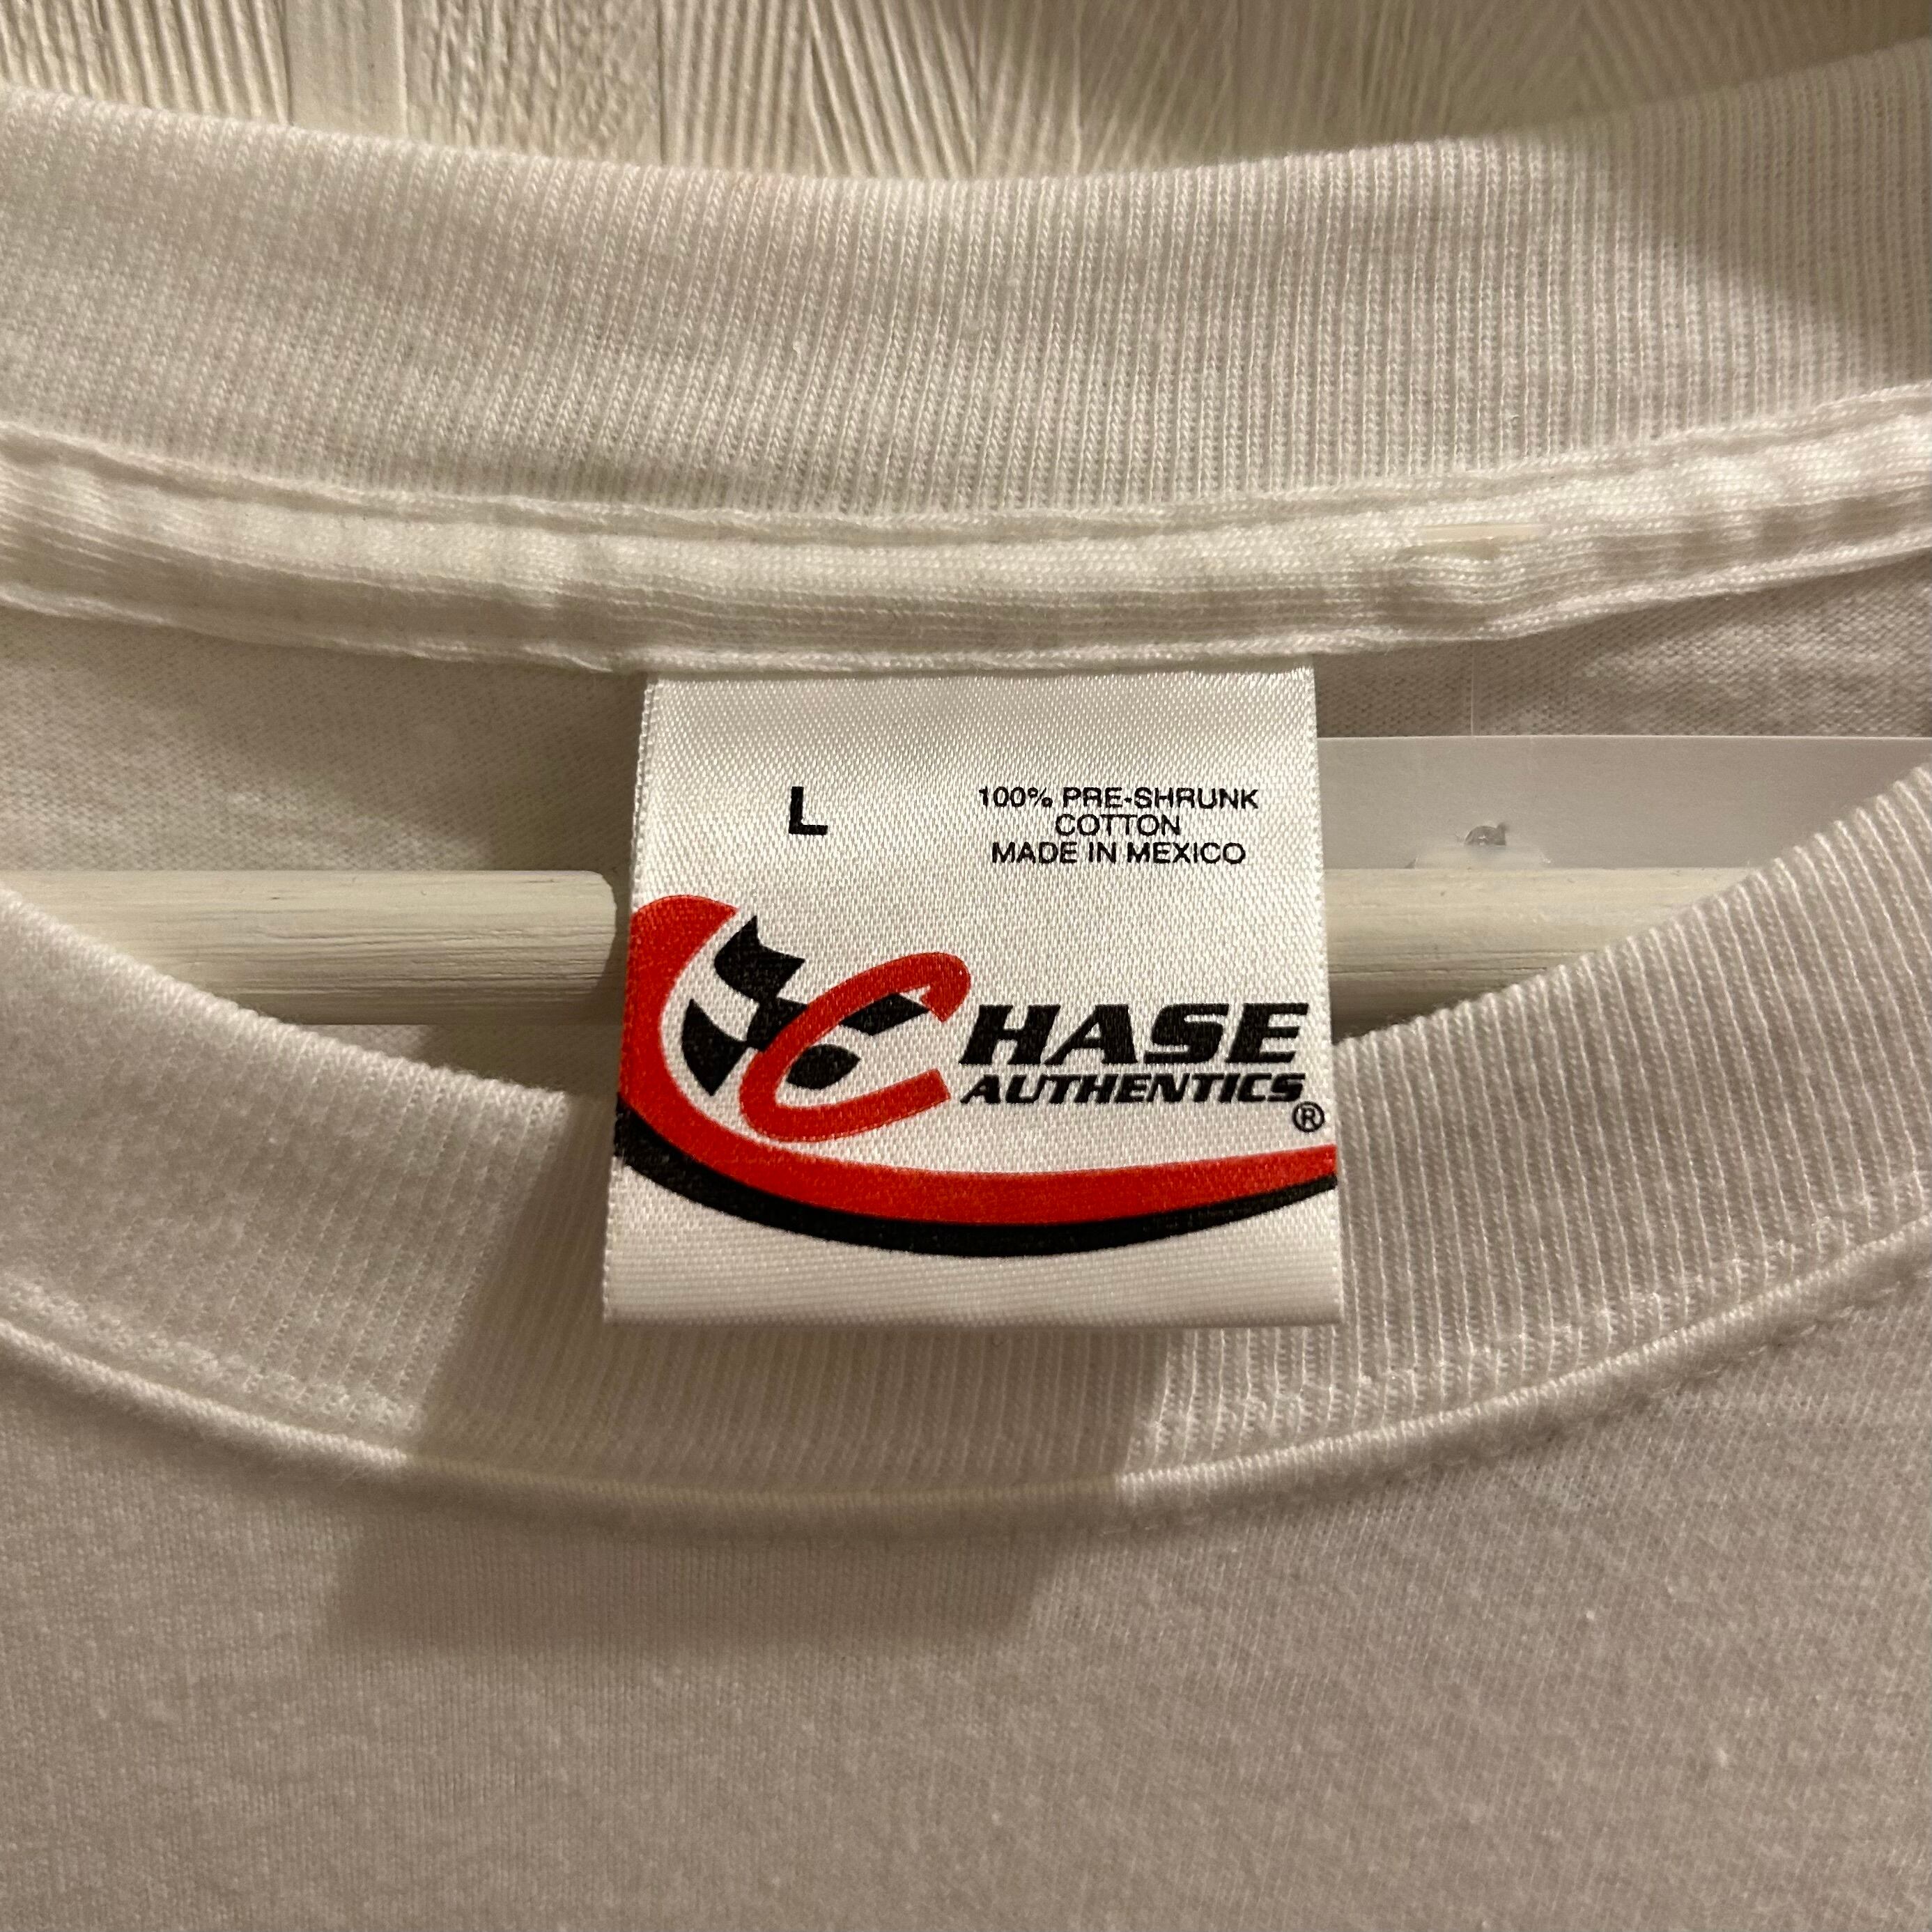 L
100% PRE-SHRUNK
COTTON
MADE IN MEXICO
CHASE
AUTHENTICS®